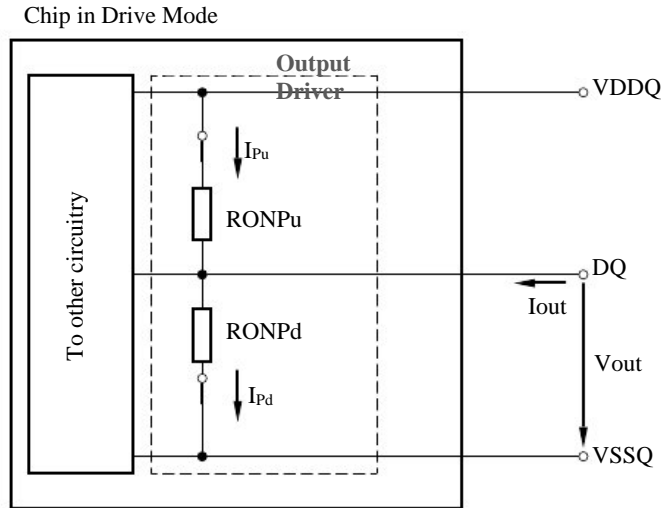 Chip in Drive Mode
Output
Driver
VDDQ
IPu
RONPu
To other circuitry
DQ
Iout
RONPd
Vout
IPd
VSSQ